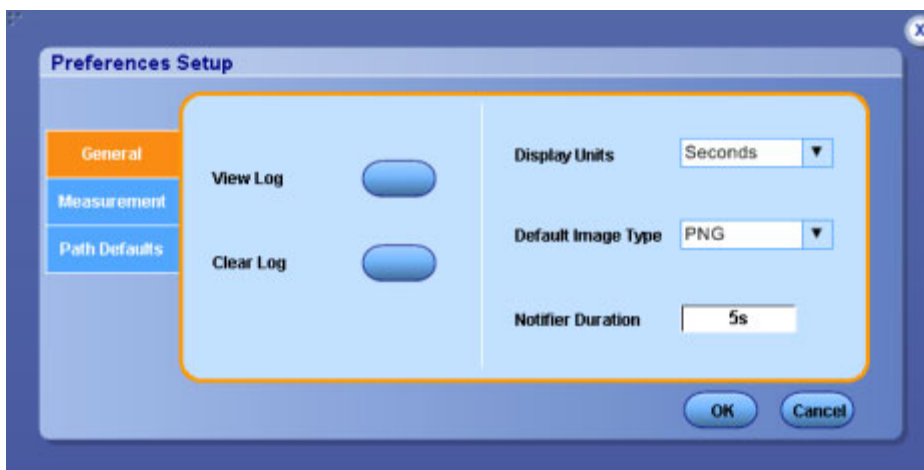 X
Preferences Setup
General
Measurement
Path Defaults
View Log
Clear Log
Display Units Seconds
Default Image Type PNG
Notifier Duration 5s
OK Cancel